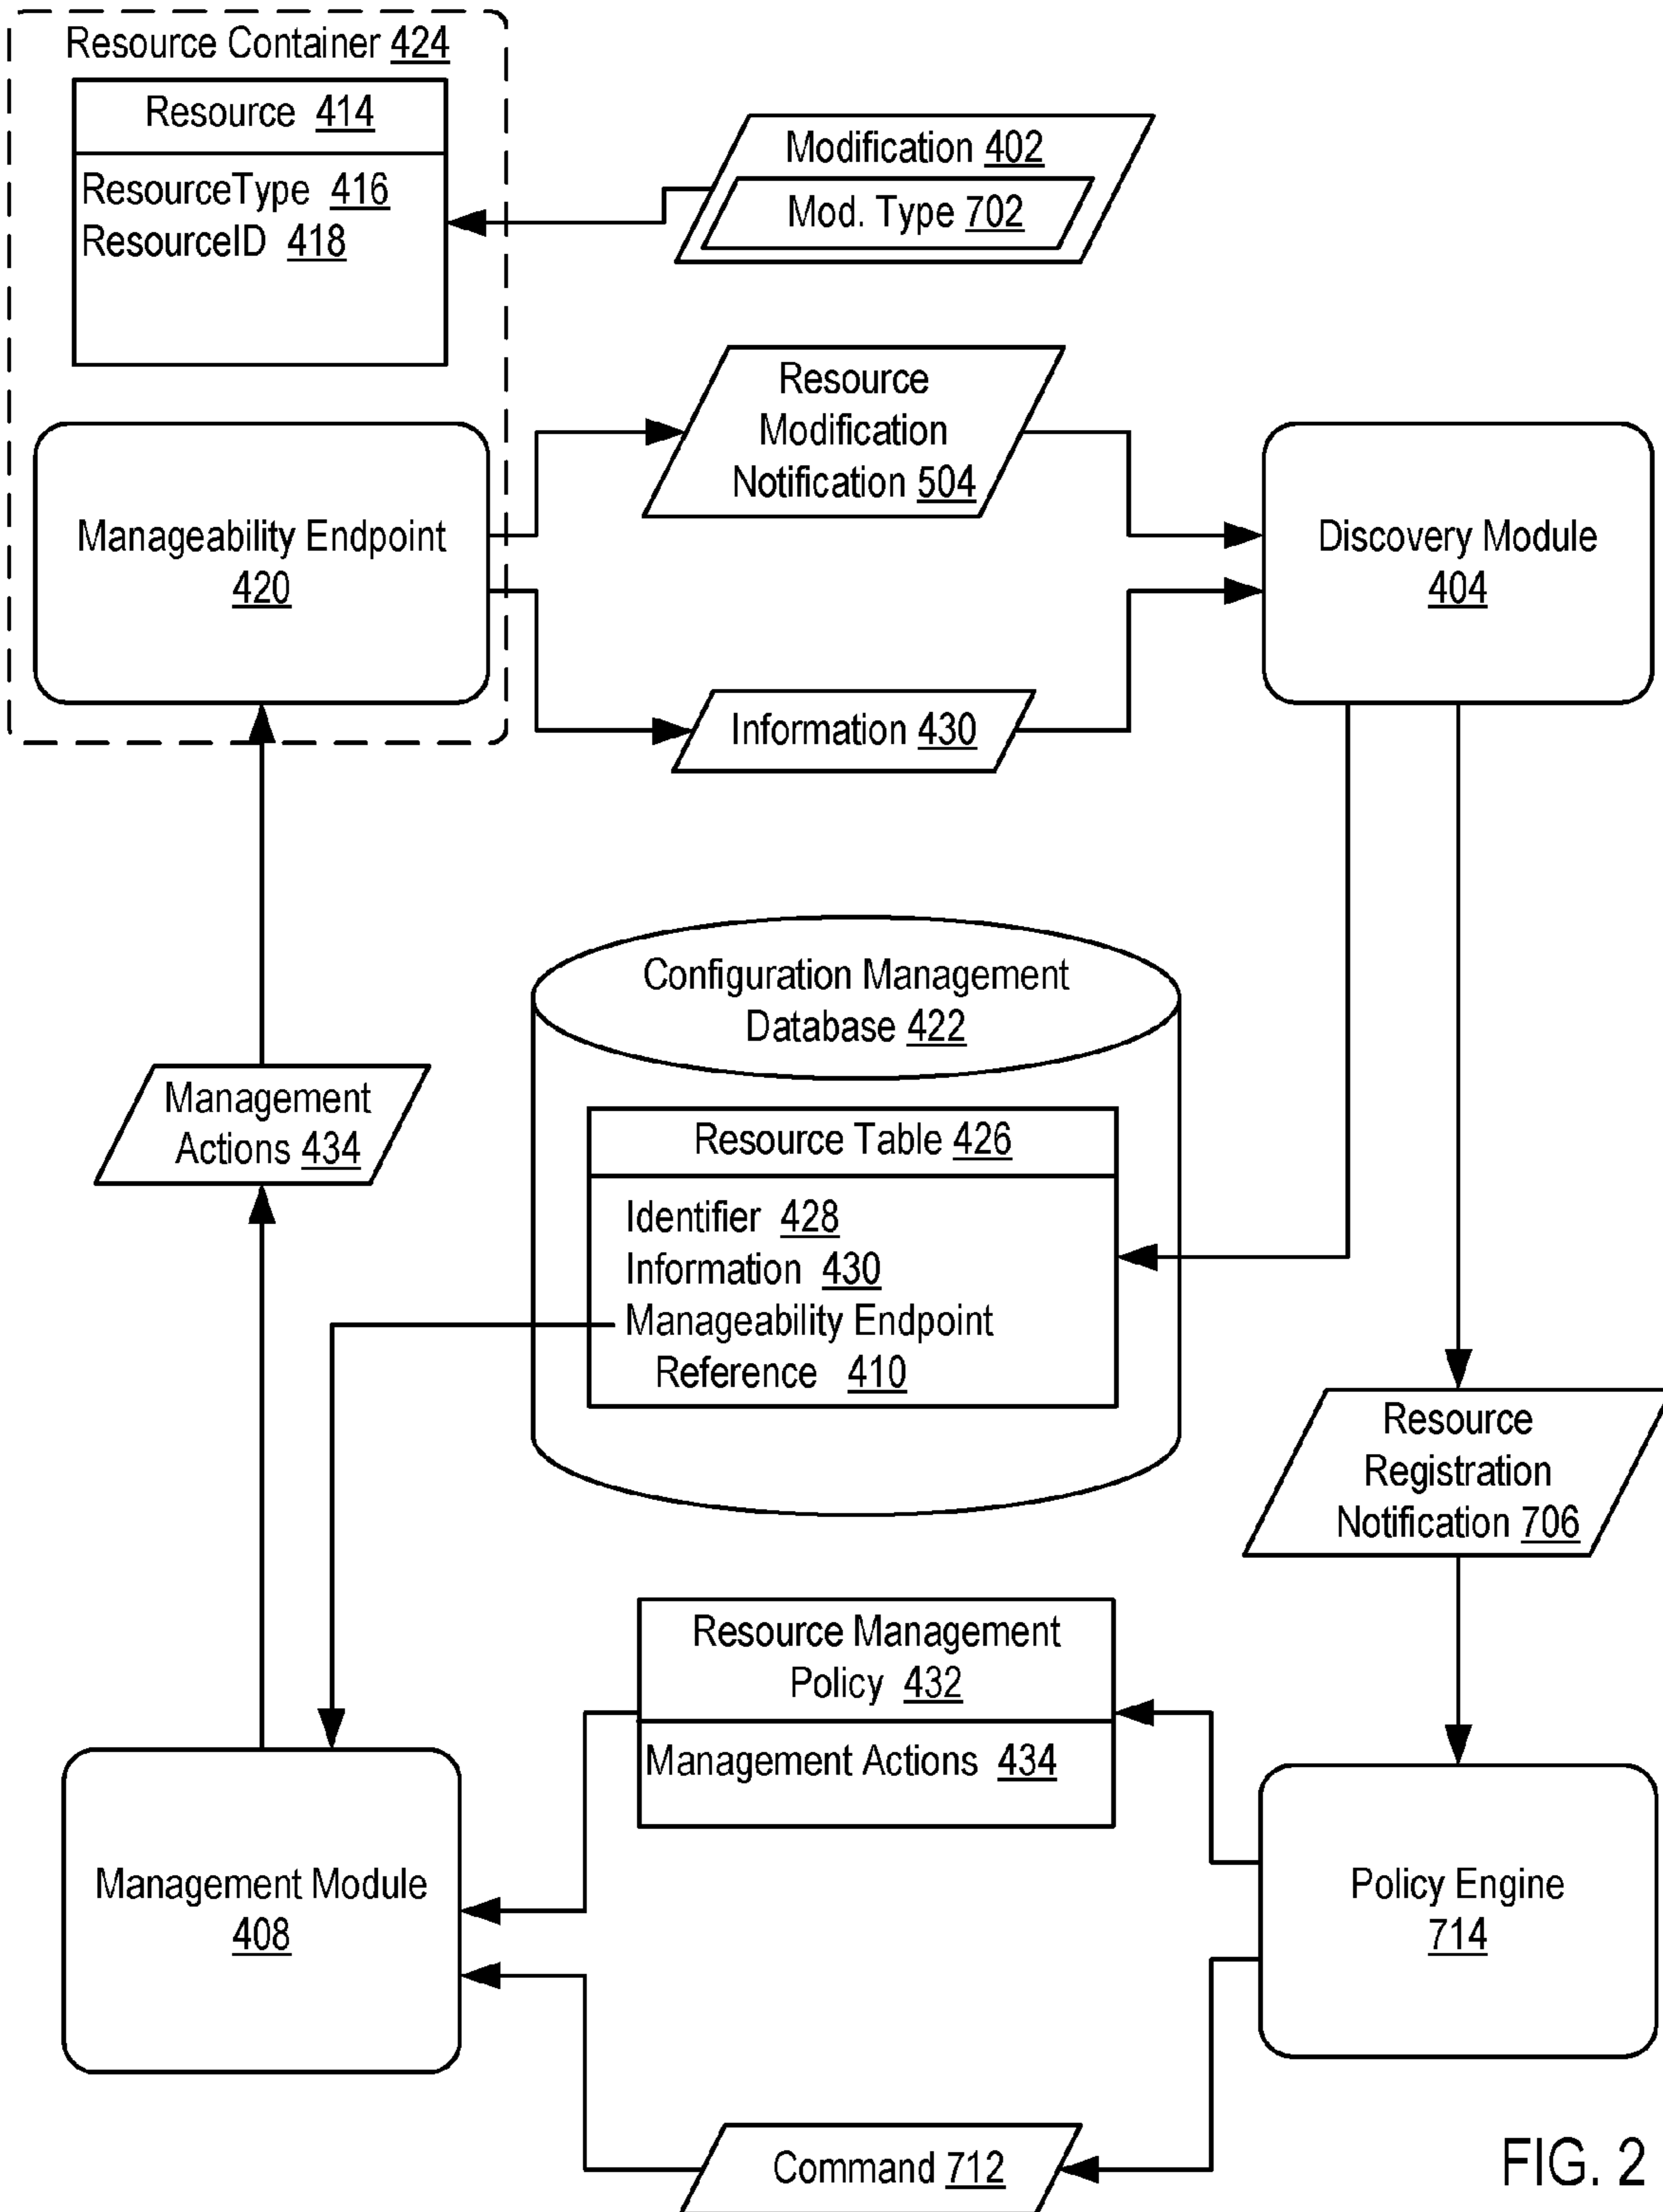 Resource Container 424
Resource 414
ResourceType 416
ResourceID 418
Modification 402
Mod. Type 702
Resource
Modification
Notification 504
Manageability Endpoint
420
Discovery Module
404
Information 430
Configuration Management
Database 422
Management
Actions 434
Resource Table 426
Identifier 428
Information 430
Manageability Endpoint
Reference 410
Resource
Registration
Notification 706
Resource Management
Policy 432
Management Actions 434
Management Module
408
Policy Engine
714
Command 712
FIG. 2